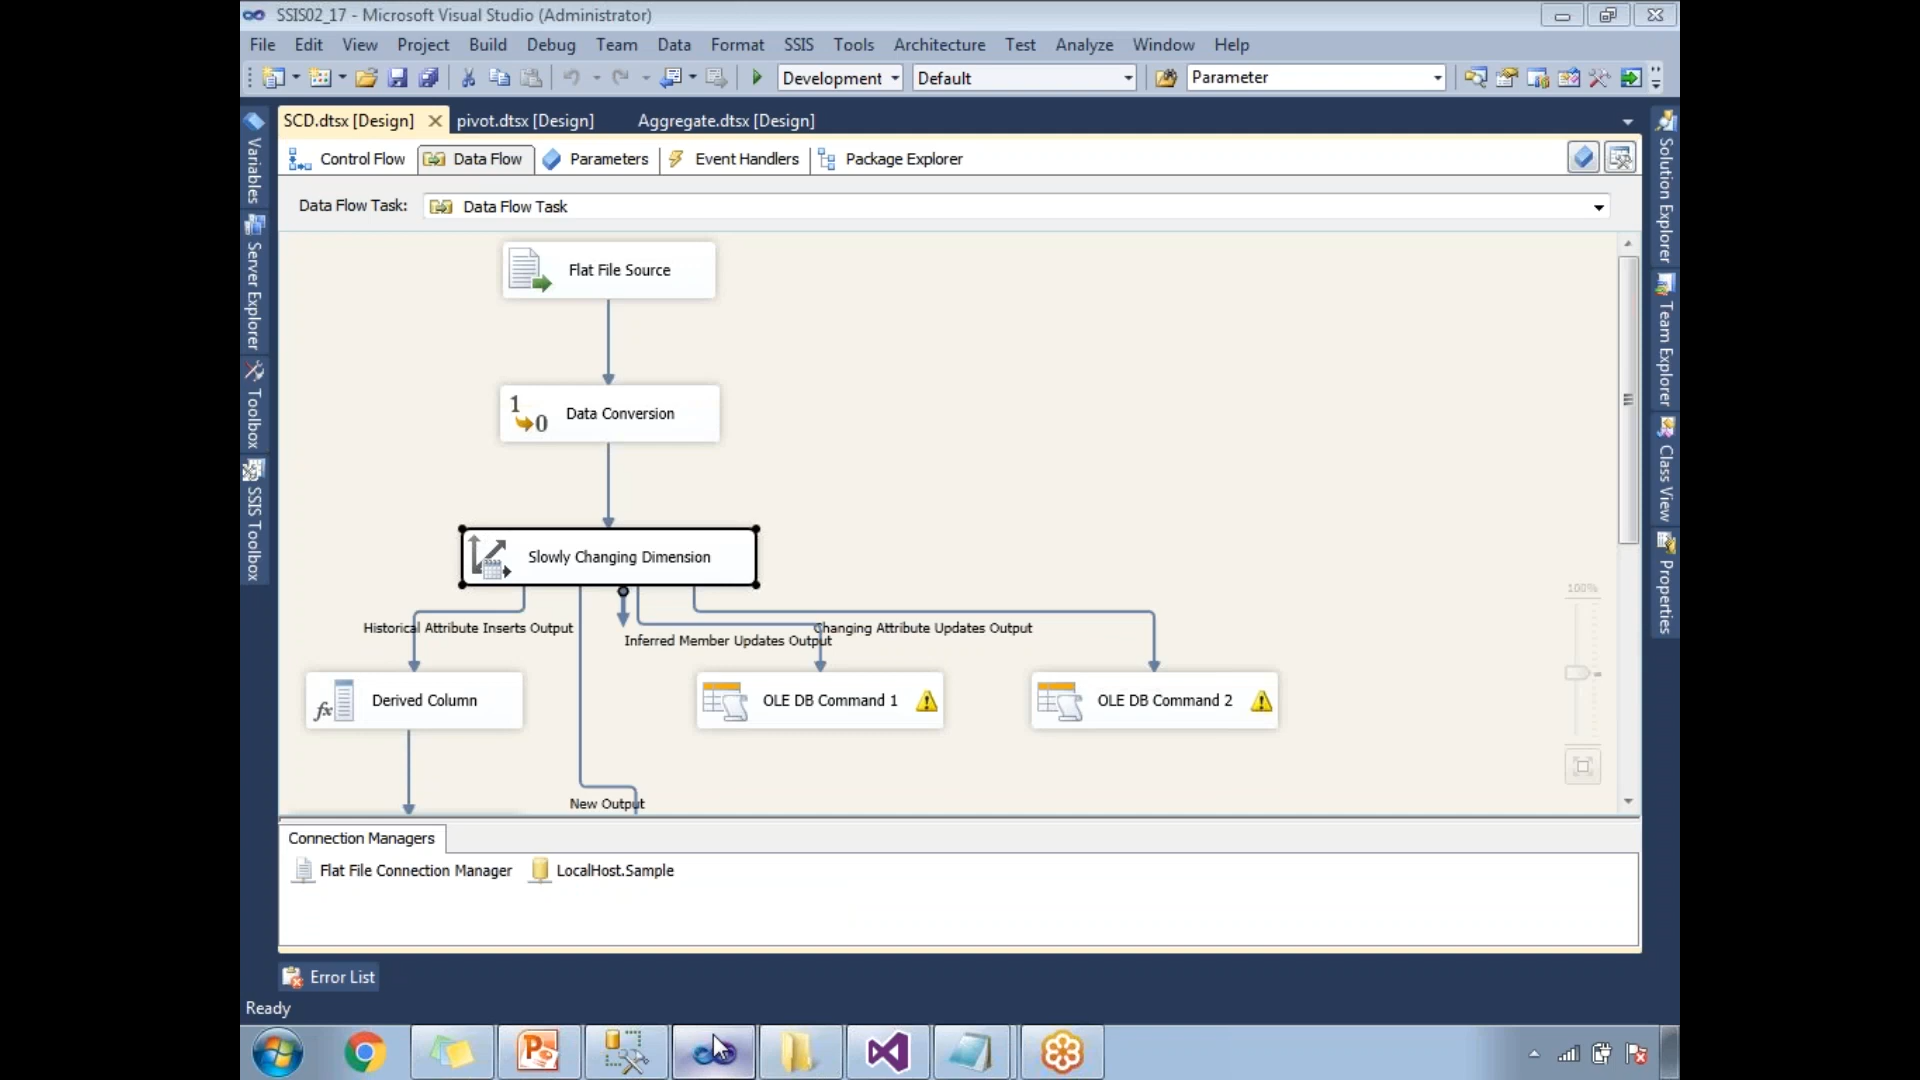 SSIS02_17 - Microsoft Visual Studio (Administrator)
File Edit View Project Build Debug Team Data Format SSIS Tools Architecture Test Analyze Window Help
Development Default Parameter
SCD.dtsx [Design] pivot.dtsx [Design] Aggregate.dtsx [Design]
Control Flow Data Flow Parameters Event Handlers Package Explorer
Data Flow Task: Data Flow Task
Variables
Server Explorer
Toolbox
SSIS Toolbox
Flat File Source
1 0 Data Conversion
Slowly Changing Dimension
Historical Attribute Inserts Output
Changing Attribute Updates Output
Inferred Member Updates Output
fx Derived Column
OLE DB Command 1
OLE DB Command 2
New Output
100%
Solution Explorer
Team Explorer
Class View
Properties
Connection Managers
Flat File Connection Manager LocalHost.Sample
Error List
Ready